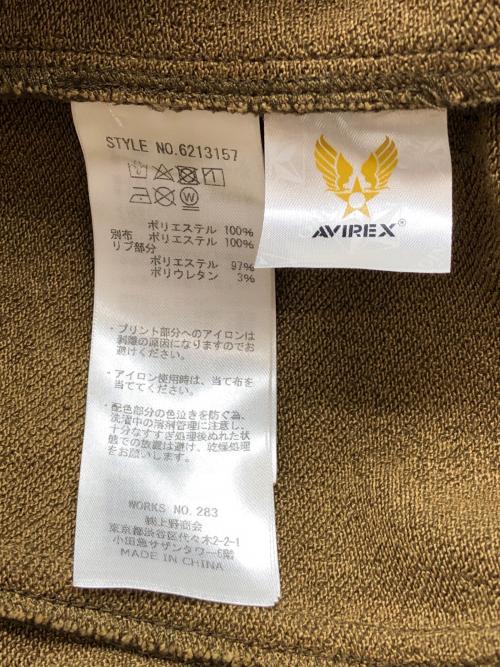 STYLE NO.6213157
ポリエステル 100%
別布 ポリエステル 100%
リブ部分
ポリエステル 97%
ポリウレタン 3%
・プリント部分へのアイロンは
剥離の原因になりますのでお
避けください。
・アイロン使用時は、当て布を
当ててください。
・配色部分の色泣きを防ぐ為、
洗濯中の溶剤管理に注意し、
十分なすすぎ処理後ぬれた状
態での放置は避け、乾燥処理
をお願いします。
WORKS NO. 283
㈱上野商会
東京都渋谷区代々木2-2-1
小田急サザンタワー6階
MADE IN CHINA
AVIREX®